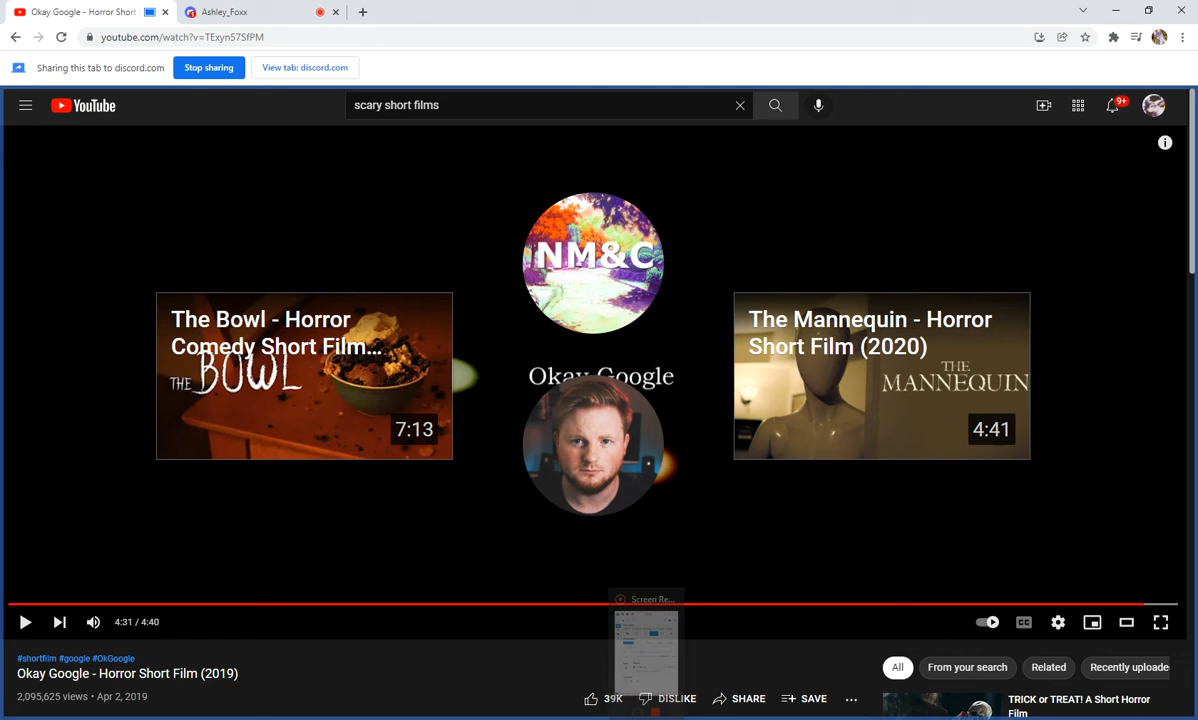 Okay Google - Horror Short
Ashley_Foxx
youtube.com/watch?v=TExyn57SfPM
Sharing this tab to discord.com
Stop sharing
View tab: discord.com
YouTube
scary short films
9+
NM&C
The Bowl - Horror
Comedy Short Film...
THE BOWL
7:13
Okay Google
The Mannequin - Horror
Short Film (2020)
THE
MANNEQUIN
4:41
Screen Re...
4:31 / 4:40
CC
#shortfilm #google #OkGoogle
Okay Google - Horror Short Film (2019)
2,095,625 views • Apr 2, 2019
39K
DISLIKE
SHARE
SAVE
All
From your search
Related
Recently uploade
TRICK or TREAT! A Short Horror
Film